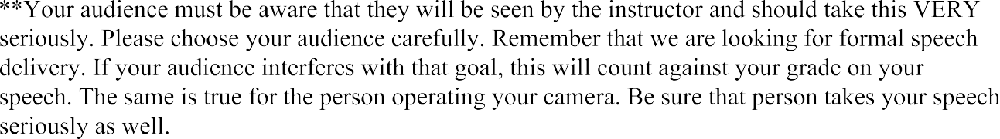 **Your audience must be aware that they will be seen by the instructor and should take this VERY
seriously. Please choose your audience carefully. Remember that we are looking for formal speech
delivery. If your audience interferes with that goal, this will count against your grade on your
speech. The same is true for the person operating your camera. Be sure that person takes your speech
seriously as well.